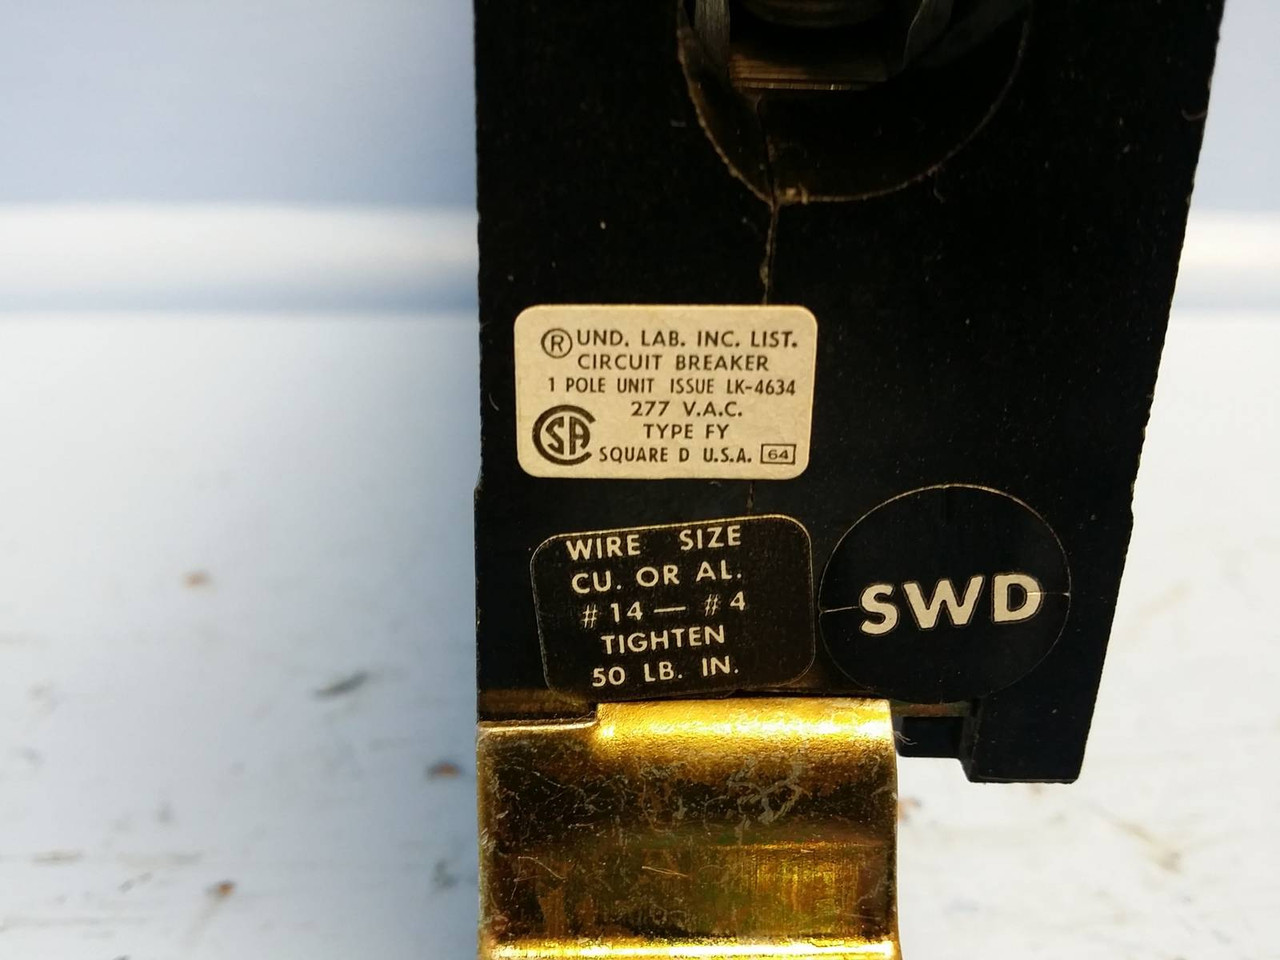 ® UND. LAB. INC. LIST.
CIRCUIT BREAKER
1 POLE UNIT ISSUE LK-4634
277 V.A.C.
TYPE FY
CSA
SQUARE D U.S.A. 64
WIRE SIZE
CU. OR AL.
#14 — #4
TIGHTEN
50 LB. IN.
SWD